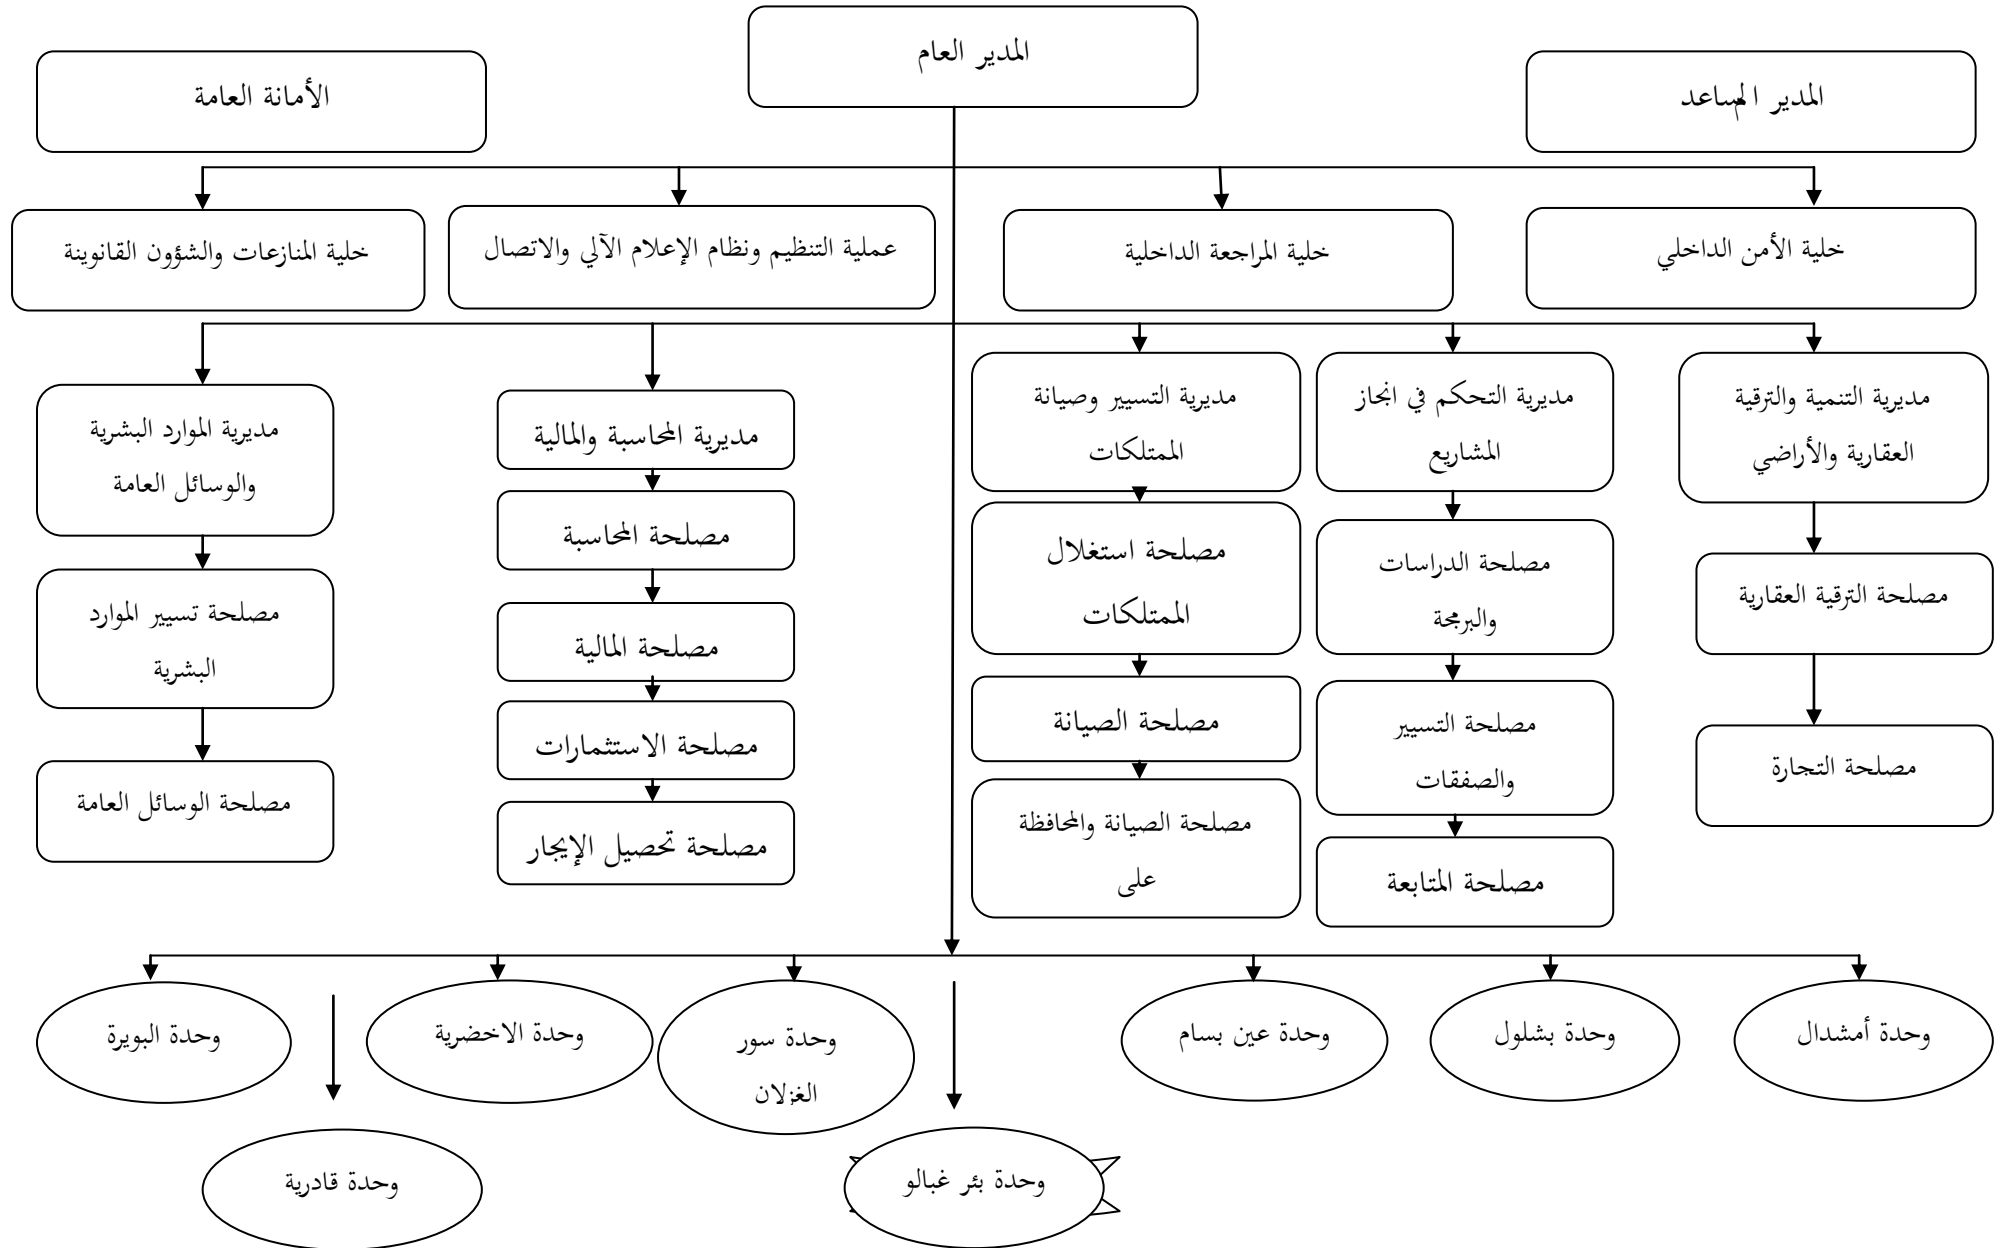 المدير العام
المدير المساعد
الأمانة العامة
خلية الأمن الداخلي
خلية المراجعة الداخلية
عملية التنظيم ونظام الإعلام الآلي والاتصال
خلية المنازعات والشؤون القانوينة
مديرية التنمية والترقية
العقارية والأراضي
مصلحة الترقية العقارية
مصلحة التجارة
مديرية التحكم في انجاز
المشاريع
مصلحة الدراسات
والبرمجة
مصلحة التسيير
والصفقات
مصلحة المتابعة
مديرية التسيير وصيانة
الممتلكات
مصلحة استغلال
الممتلكات
مصلحة الصيانة
مصلحة الصيانة والمحافظة
على
مديرية المحاسبة والمالية
مصلحة المحاسبة
مصلحة المالية
مصلحة الاستثمارات
مصلحة تحصيل الإيجار
مديرية الموارد البشرية
والوسائل العامة
مصلحة تسيير الموارد
البشرية
مصلحة الوسائل العامة
وحدة أمشدال
وحدة بشلول
وحدة عين بسام
وحدة سور
الغزلان
وحدة الاخضرية
وحدة البويرة
وحدة بئر غبالو
وحدة قادرية